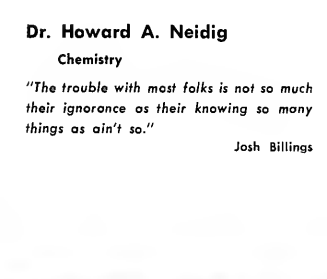 Dr. Howard A. Neidig
Chemistry
"The trouble with most folks is not so much
their ignorance as their knowing so many
things as ain't so."
Josh Billings